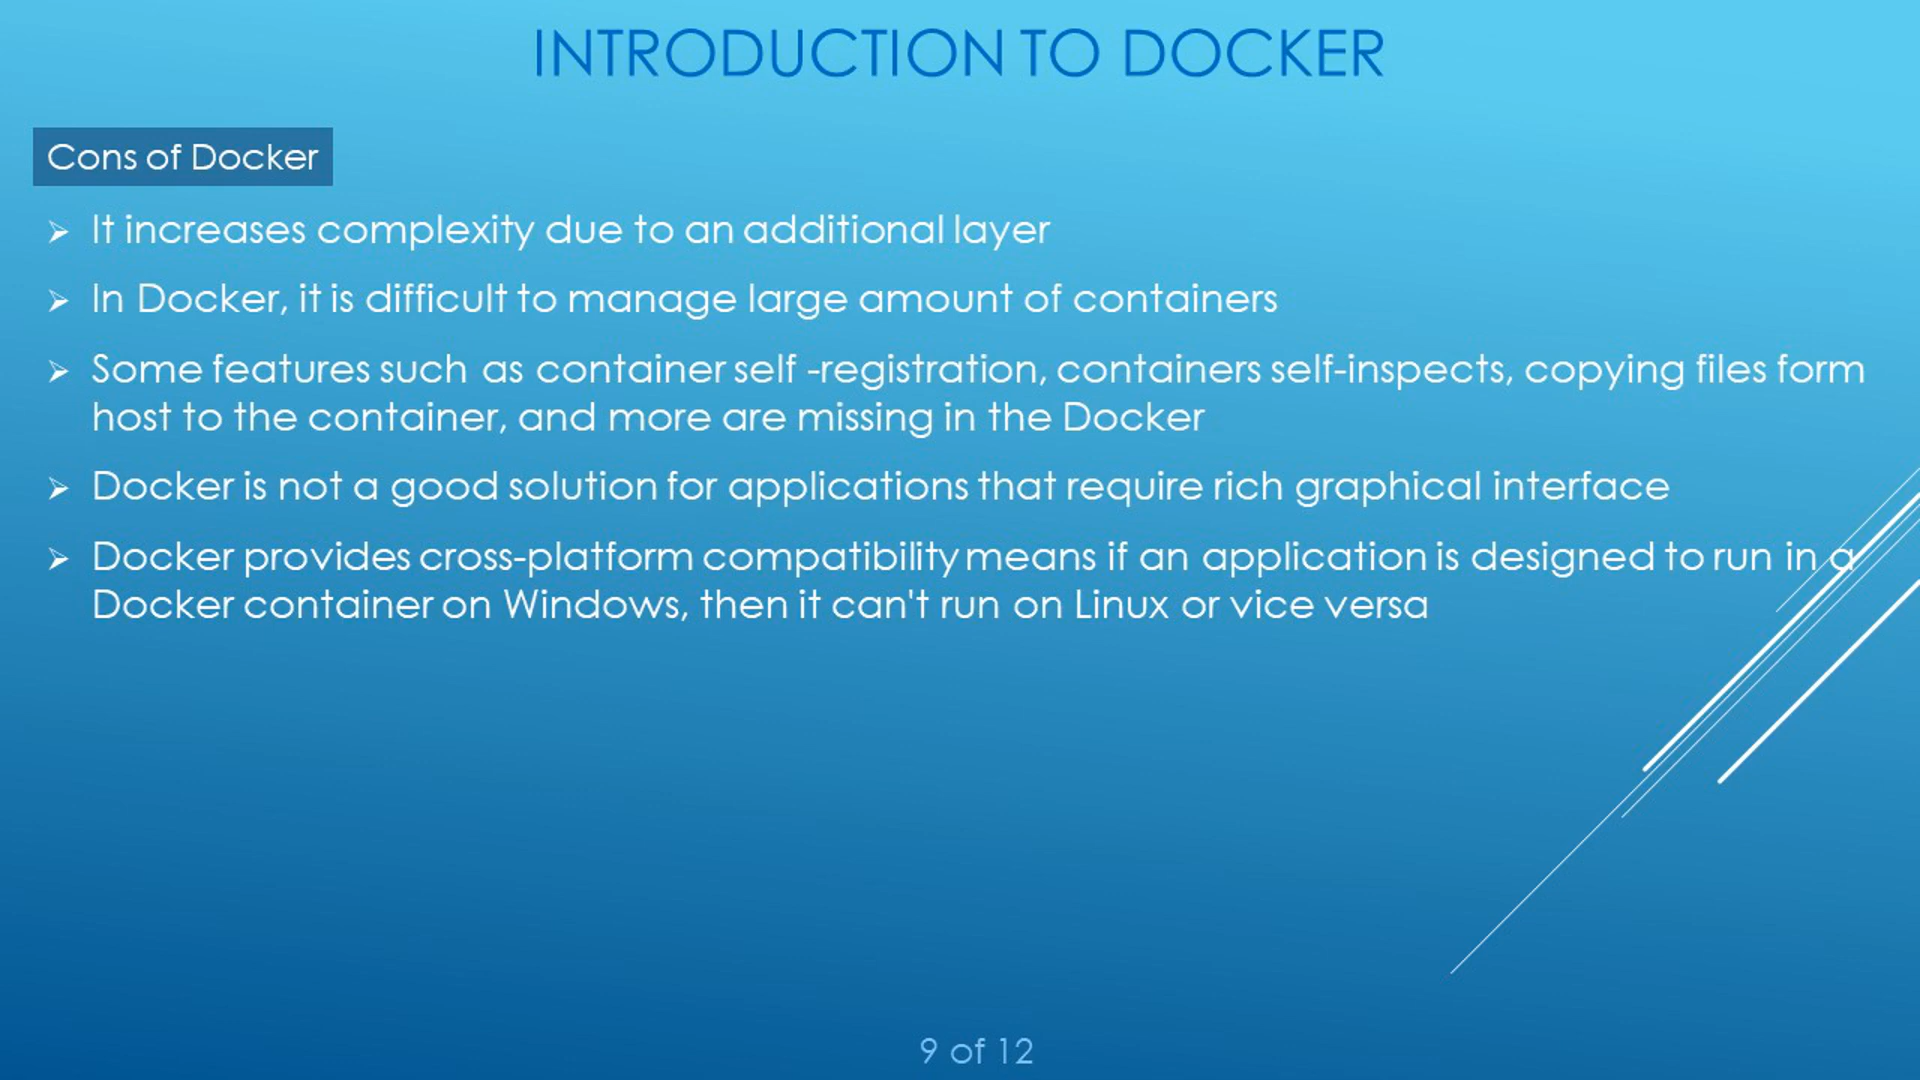 INTRODUCTION TO DOCKER
Cons of Docker
It increases complexity due to an additional layer
In Docker, it is difficult to manage large amount of containers
Some features such as container self -registration, containers self-inspects, copying files form
host to the container, and more are missing in the Docker
Docker is not a good solution for applications that require rich graphical interface
Docker provides cross-platform compatibility means if an application is designed to run in a
Docker container on Windows, then it can't run on Linux or vice versa
9 of 12